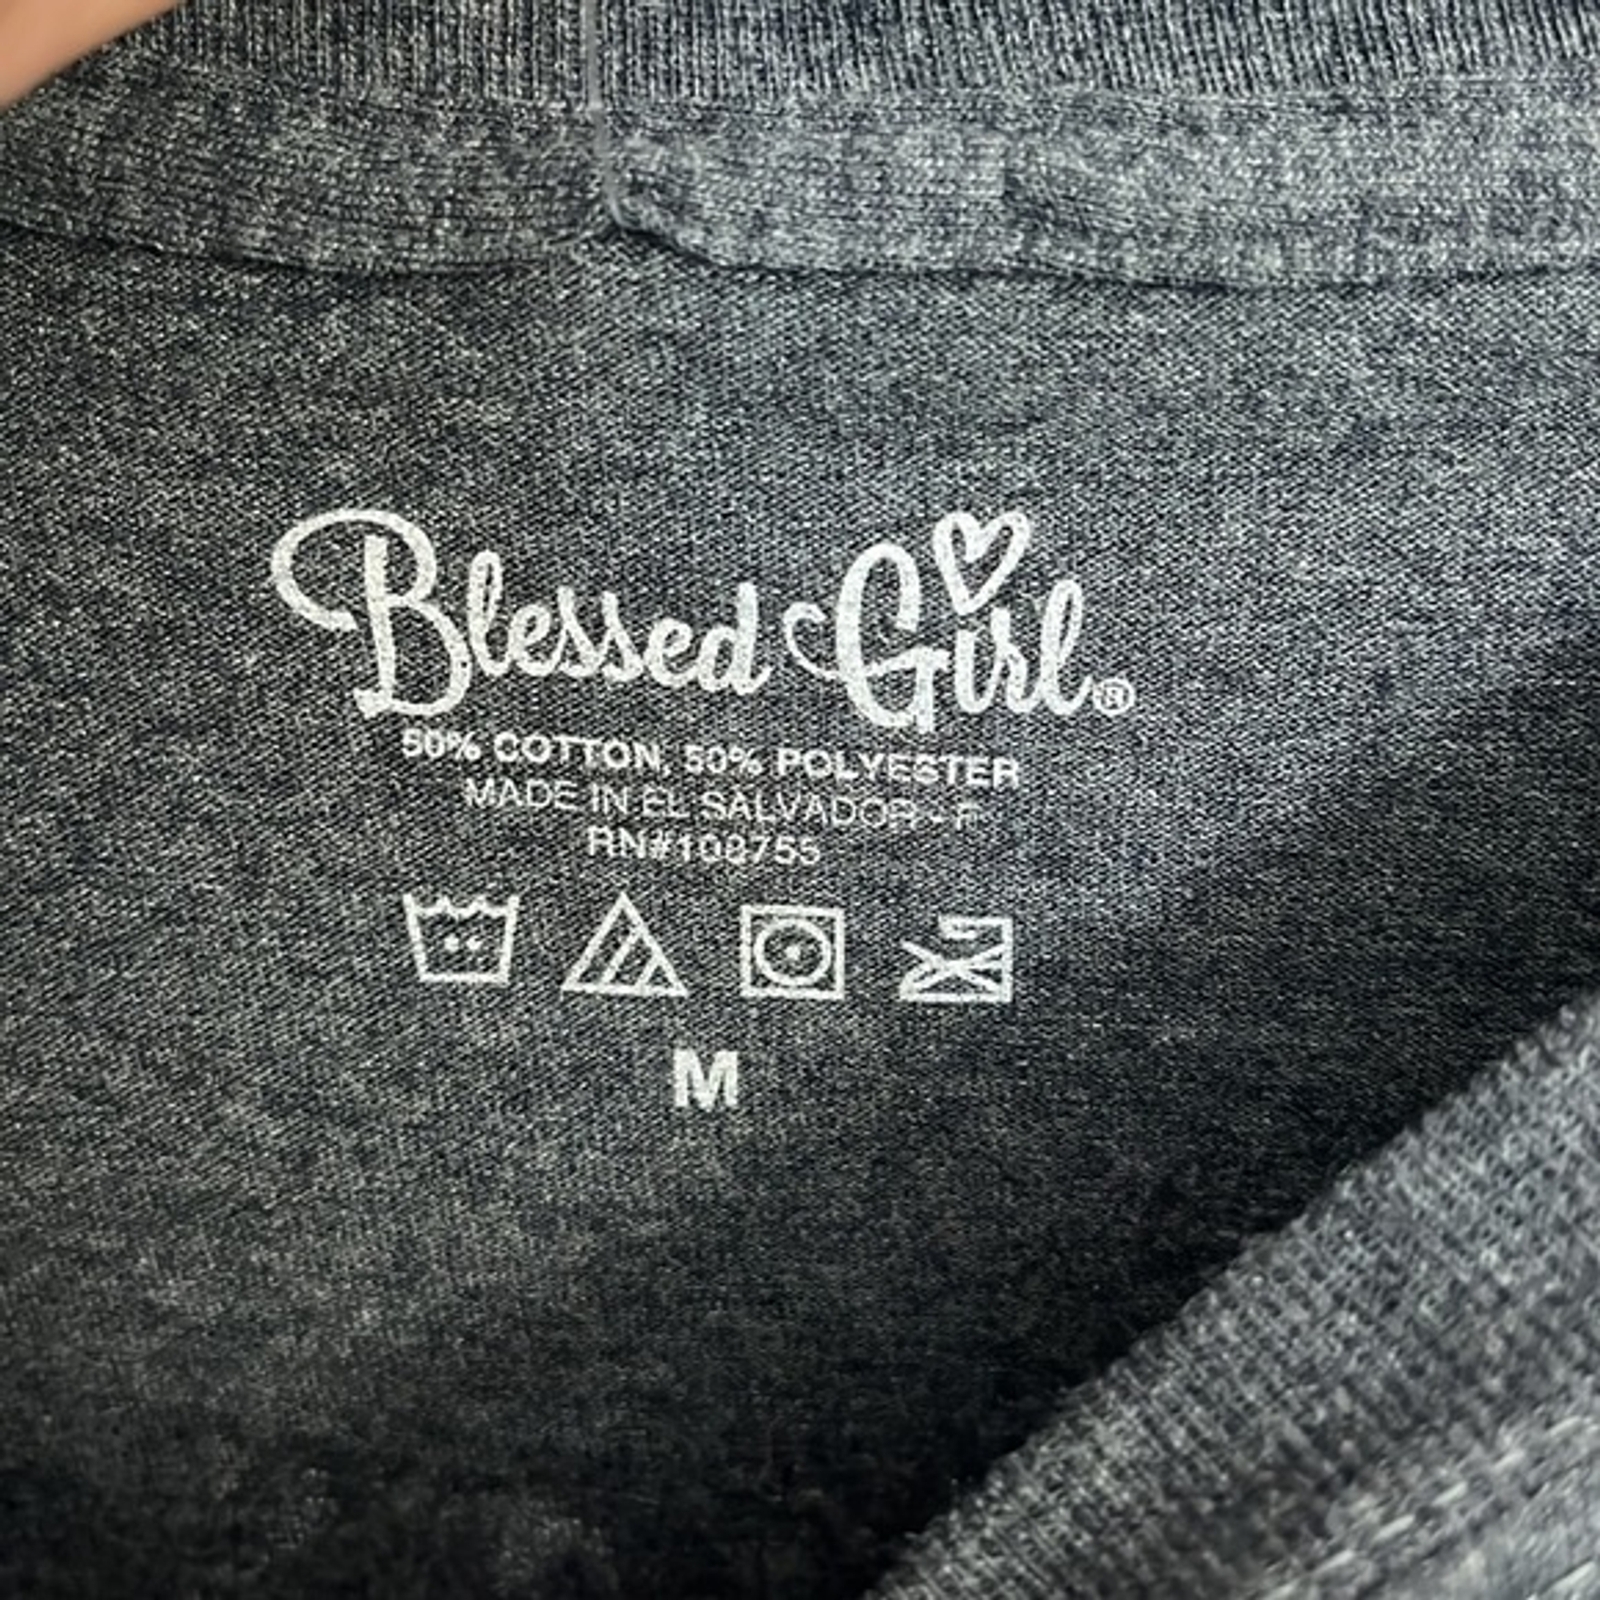 Blessed Girl®
50% COTTON, 50% POLYESTER
MADE IN EL SALVADOR - F
RN#108755
M